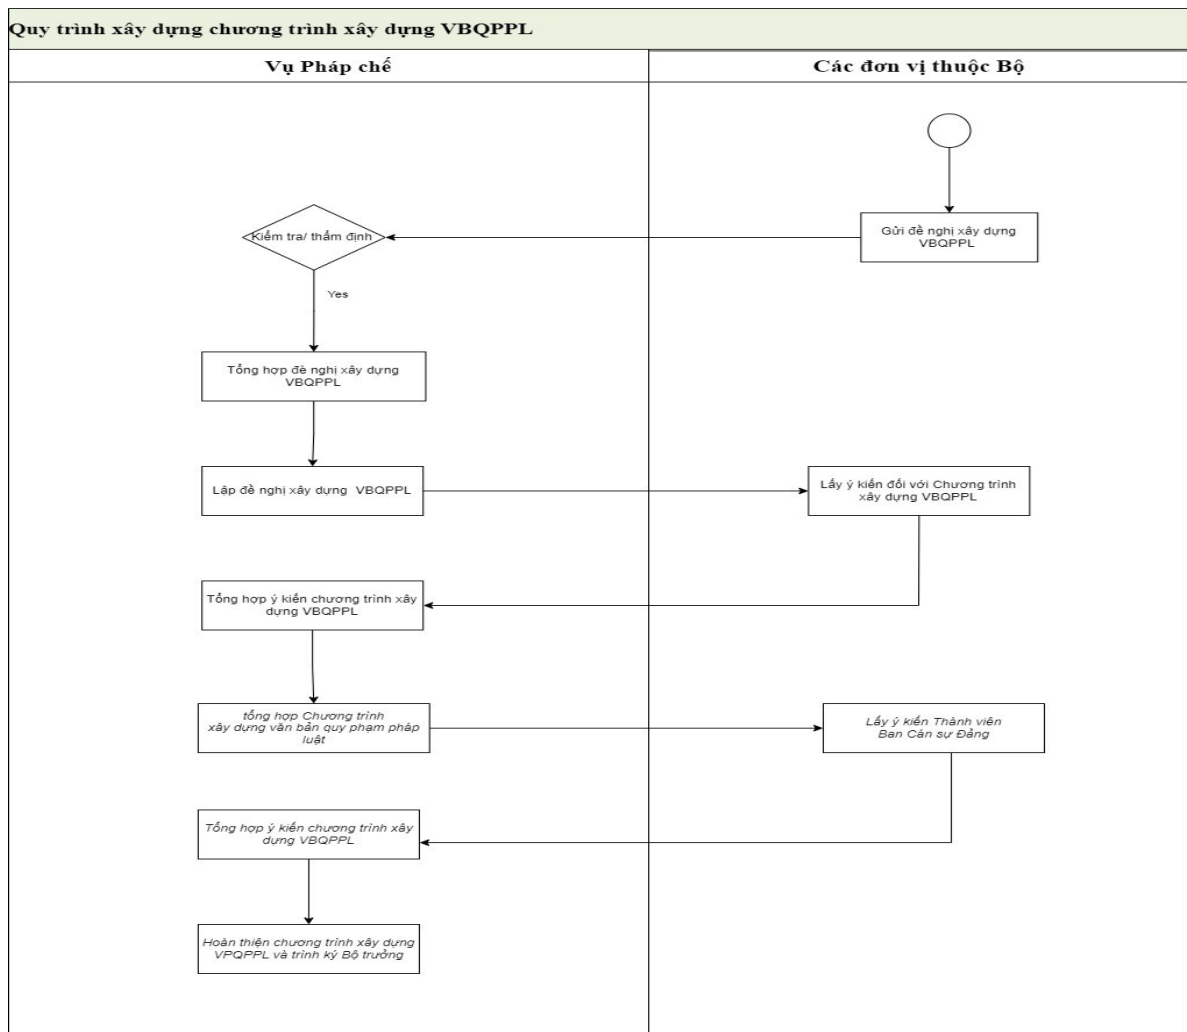 Quy trình xây dựng chương trình xây dựng VBQPPL
Vụ Pháp chế
Các đơn vị thuộc Bộ
Gửi đề nghị xây dựng
VBQPPL
Kiểm tra/ thẩm định
Yes
Tổng hợp đè nghị xây dựng
VBQPPL
Lập đề nghị xây dựng VBQPPL
Lấy ý kiến đối với Chương trình
xây dựng VBQPPL
Tổng hợp ý kiến chương trình xây
dựng VBQPPL
tổng hợp Chương trình
xây dựng văn bản quy phạm pháp
luật
Lấy ý kiến Thành viên
Ban Cán sự Đảng
Tổng hợp ý kiến chương trình xây
dựng VBQPPL
Hoàn thiện chương trình xây dựng
VPQPPL và trình ký Bộ trưởng